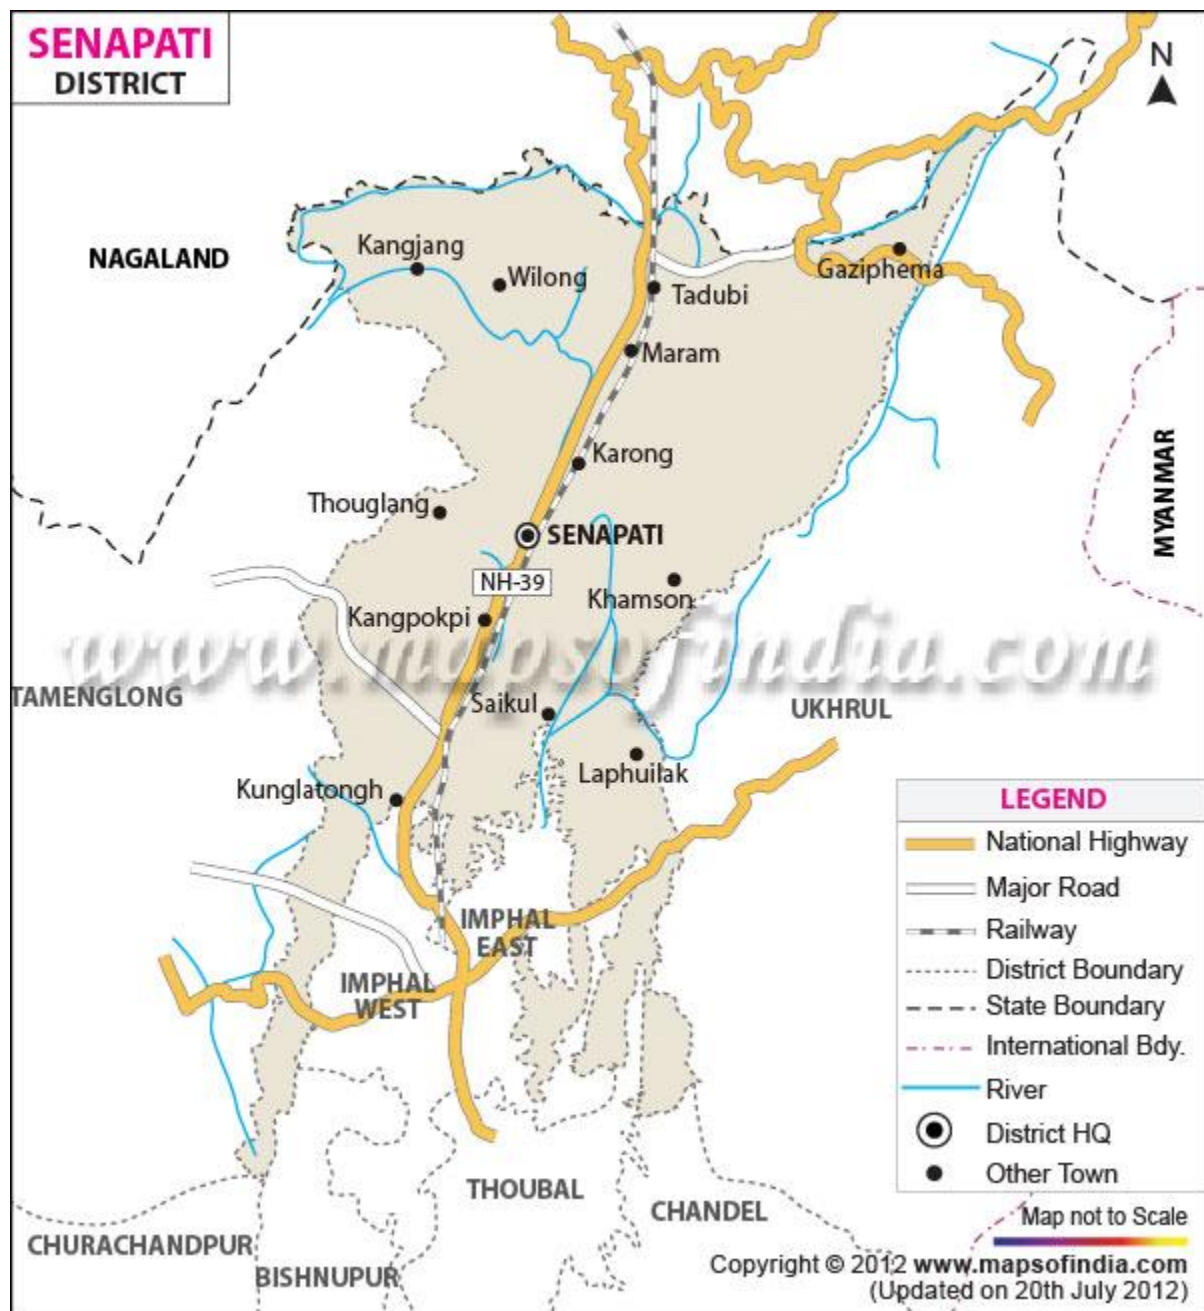 SENAPATI
DISTRICT
N
NAGALAND
Kangjang
Wilong
Tadubi
Gaziphema
Maram
Karong
Thouglang
SENAPATI
MYANMAR
NH-39
Khamson
Kangpokpi
www.mapsofindia.com
TAMENGLONG
Saikul
UKHRUL
Laphuilak
Kunglatongh
IMPHAL
EAST
IMPHAL
WEST
THOUBAL
CHANDEL
CHURACHANDPUR
BISHNUPUR
LEGEND
National Highway
Major Road
Railway
District Boundary
State Boundary
International Bdy.
River
District HQ
Other Town
Map not to Scale
Copyright © 2012 www.mapsofindia.com
(Updated on 20th July 2012)